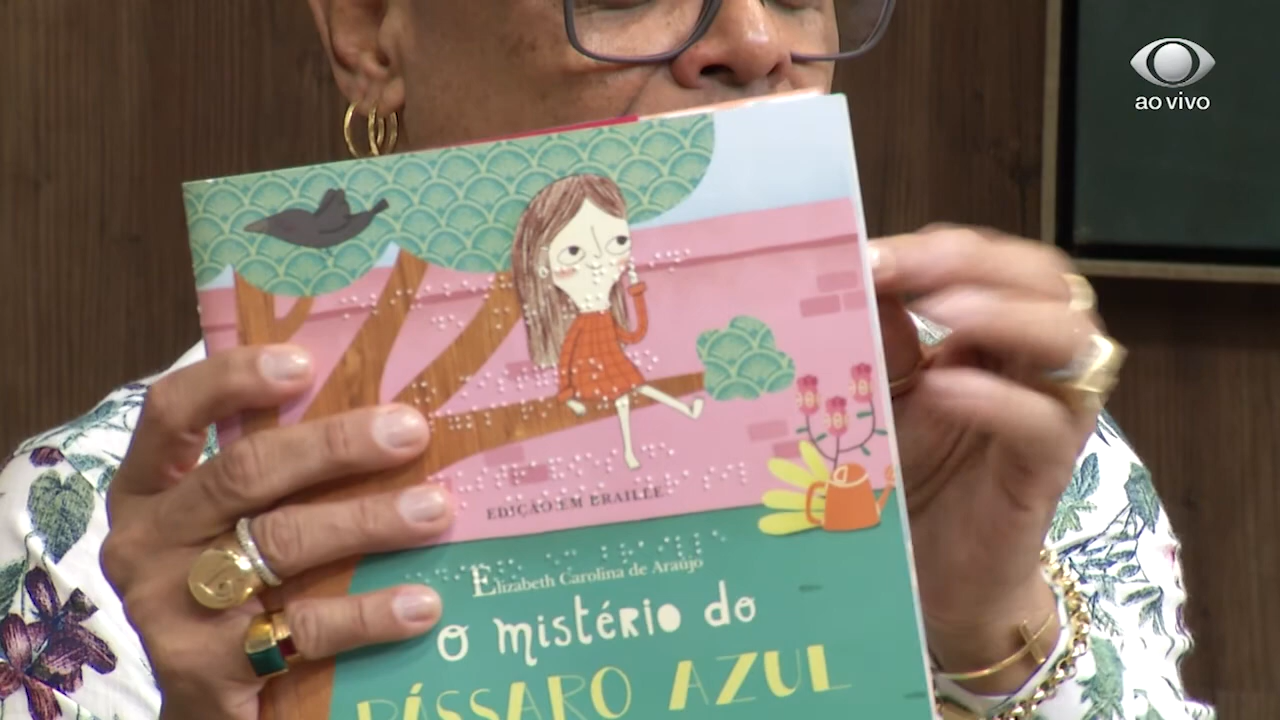 ao vivo
EDIÇÃO EM BRAILLE
Elizabeth Carolina de Araújo
o mistério do
PÁSSARO AZUL